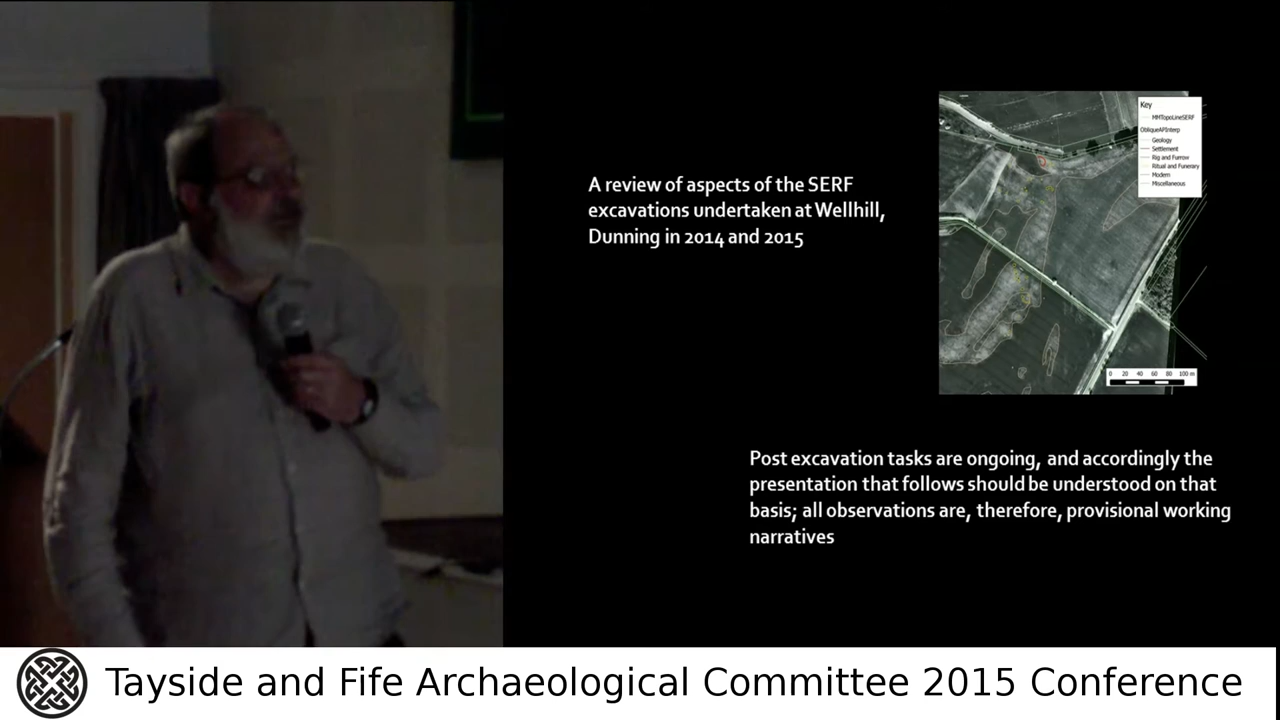 A review of aspects of the SERF
excavations undertaken at Wellhill,
Dunning in 2014 and 2015
Key
MMTopoLineSERF
ObliqueAPInterp
Geology
Settlement
Rig and Furrow
Ritual and Funerary
Modern
Miscellaneous
0 20 40 60 80 100 m
Post excavation tasks are ongoing, and accordingly the
presentation that follows should be understood on that
basis; all observations are, therefore, provisional working
narratives
Tayside and Fife Archaeological Committee 2015 Conference